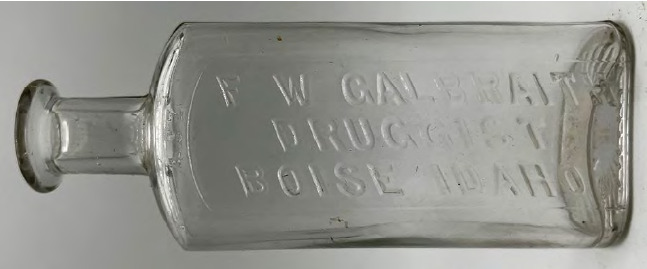 F W GALBRAITH
DRUGGIST
BOISE IDAHO